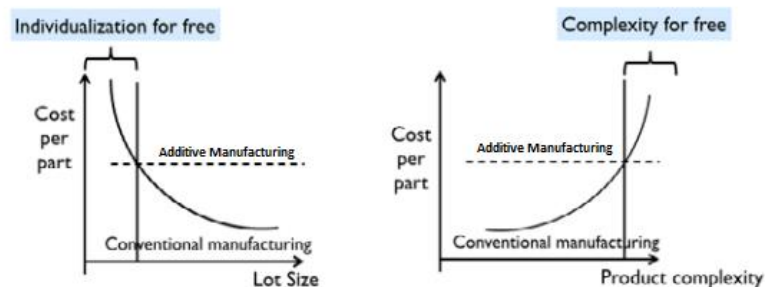 Individualization for free
Cost
per
part
Additive Manufacturing
Conventional manufacturing
Lot Size
Complexity for free
Cost
per
part
Additive Manufacturing
Conventional manufacturing
Product complexity